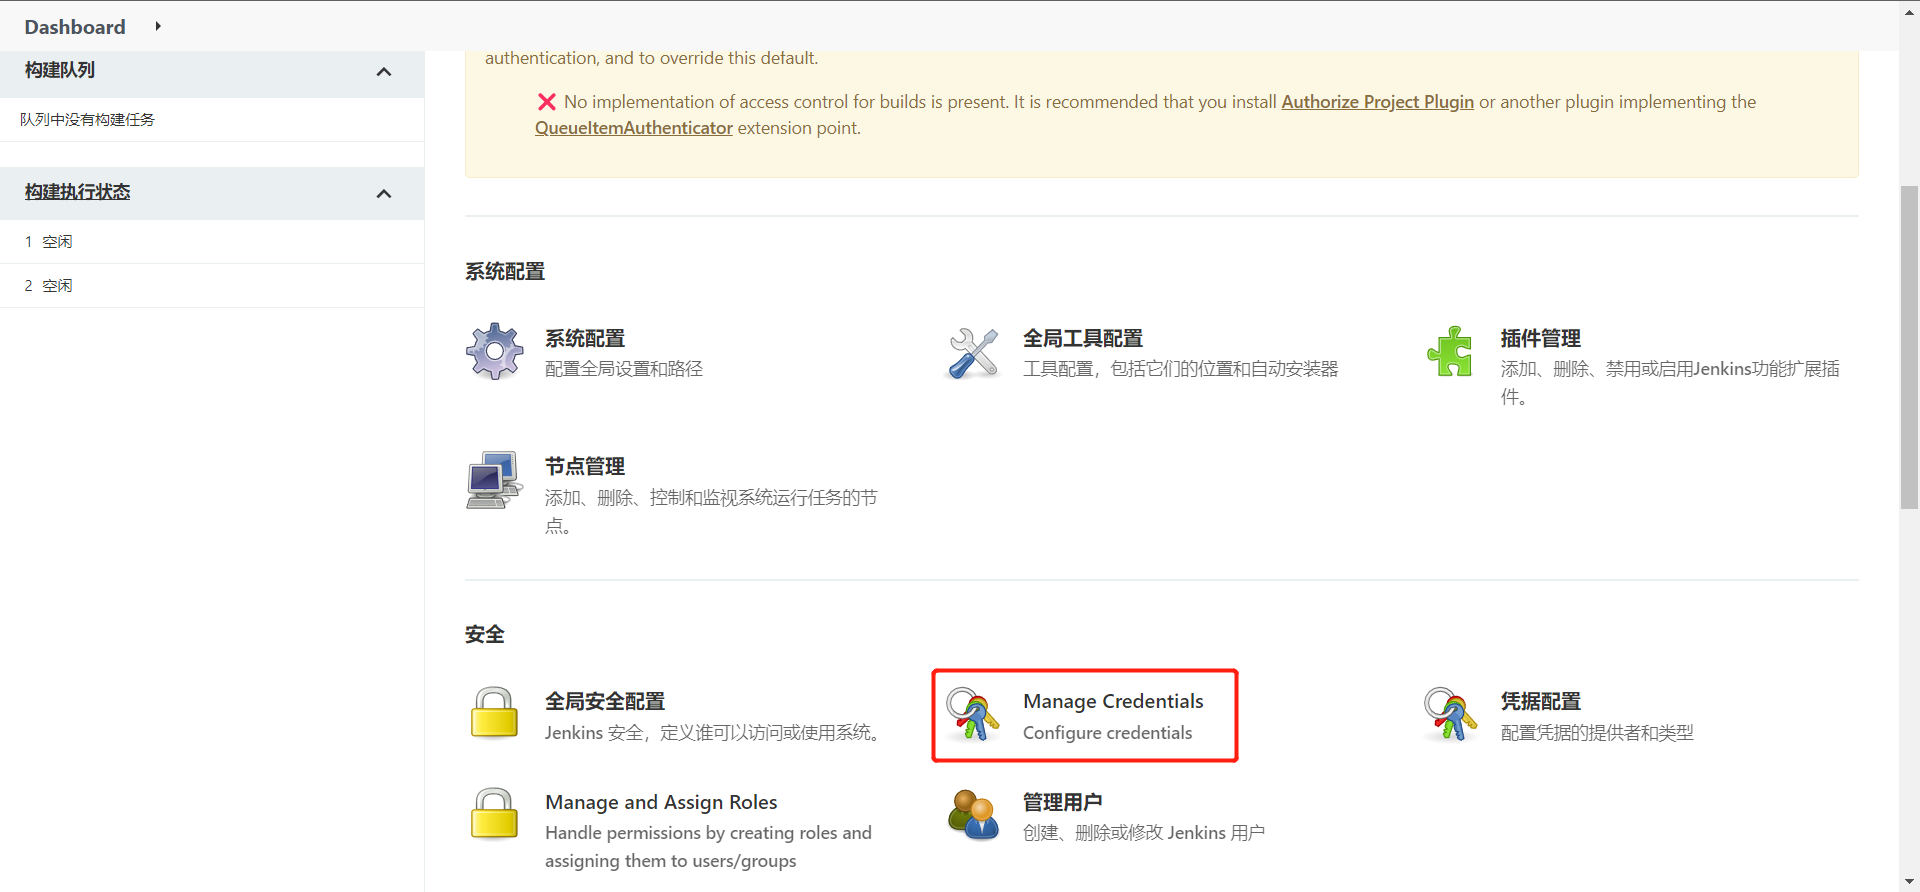 Dashboard
构建队列
队列中没有构建任务
构建执行状态
1 空闲
2 空闲
authentication, and to override this default.
No implementation of access control for builds is present. It is recommended that you install Authorize Project Plugin or another plugin implementing the
QueueItemAuthenticator extension point.
系统配置
系统配置
配置全局设置和路径
全局工具配置
工具配置，包括它们的位置和自动安装器
插件管理
添加、删除、禁用或启用Jenkins功能扩展插
件。
节点管理
添加、删除、控制和监视系统运行任务的节
点。
安全
全局安全配置
Jenkins 安全，定义谁可以访问或使用系统。
Manage Credentials
Configure credentials
凭据配置
配置凭据的提供者和类型
Manage and Assign Roles
Handle permissions by creating roles and
assigning them to users/groups
管理用户
创建、删除或修改 Jenkins 用户